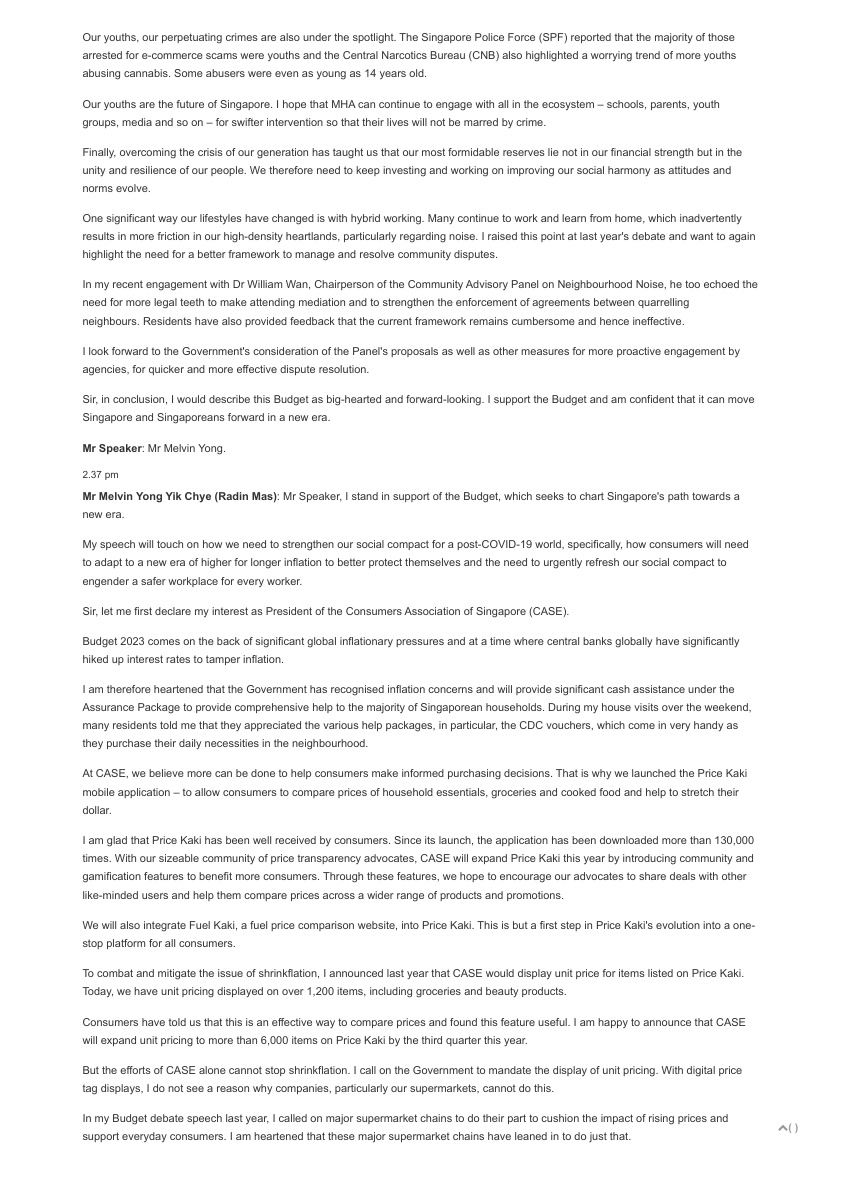 Our youths, our perpetuating crimes are also under the spotlight. The Singapore Police Force (SPF) reported that the majority of those
arrested for e-commerce scams were youths and the Central Narcotics Bureau (CNB) also highlighted a worrying trend of more youths
abusing cannabis. Some abusers were even as young as 14 years old.
Our youths are the future of Singapore. I hope that MHA can continue to engage with all in the ecosystem – schools, parents, youth
groups, media and so on – for swifter intervention so that their lives will not be marred by crime.
Finally, overcoming the crisis of our generation has taught us that our most formidable reserves lie not in our financial strength but in the
unity and resilience of our people. We therefore need to keep investing and working on improving our social harmony as attitudes and
norms evolve.
One significant way our lifestyles have changed is with hybrid working. Many continue to work and learn from home, which inadvertently
results in more friction in our high-density heartlands, particularly regarding noise. I raised this point at last year's debate and want to again
highlight the need for a better framework to manage and resolve community disputes.
In my recent engagement with Dr William Wan, Chairperson of the Community Advisory Panel on Neighbourhood Noise, he too echoed the
need for more legal teeth to make attending mediation and to strengthen the enforcement of agreements between quarrelling
neighbours. Residents have also provided feedback that the current framework remains cumbersome and hence ineffective.
I look forward to the Government's consideration of the Panel's proposals as well as other measures for more proactive engagement by
agencies, for quicker and more effective dispute resolution.
Sir, in conclusion, I would describe this Budget as big-hearted and forward-looking. I support the Budget and am confident that it can move
Singapore and Singaporeans forward in a new era.
Mr Speaker: Mr Melvin Yong.
2.37 pm
Mr Melvin Yong Yik Chye (Radin Mas): Mr Speaker, I stand in support of the Budget, which seeks to chart Singapore's path towards a
new era.
My speech will touch on how we need to strengthen our social compact for a post-COVID-19 world, specifically, how consumers will need
to adapt to a new era of higher for longer inflation to better protect themselves and the need to urgently refresh our social compact to
engender a safer workplace for every worker.
Sir, let me first declare my interest as President of the Consumers Association of Singapore (CASE).
Budget 2023 comes on the back of significant global inflationary pressures and at a time where central banks globally have significantly
hiked up interest rates to tamper inflation.
I am therefore heartened that the Government has recognised inflation concerns and will provide significant cash assistance under the
Assurance Package to provide comprehensive help to the majority of Singaporean households. During my house visits over the weekend,
many residents told me that they appreciated the various help packages, in particular, the CDC vouchers, which come in very handy as
they purchase their daily necessities in the neighbourhood.
At CASE, we believe more can be done to help consumers make informed purchasing decisions. That is why we launched the Price Kaki
mobile application – to allow consumers to compare prices of household essentials, groceries and cooked food and help to stretch their
dollar.
I am glad that Price Kaki has been well received by consumers. Since its launch, the application has been downloaded more than 130,000
times. With our sizeable community of price transparency advocates, CASE will expand Price Kaki this year by introducing community and
gamification features to benefit more consumers. Through these features, we hope to encourage our advocates to share deals with other
like-minded users and help them compare prices across a wider range of products and promotions.
We will also integrate Fuel Kaki, a fuel price comparison website, into Price Kaki. This is but a first step in Price Kaki's evolution into a one-
stop platform for all consumers.
To combat and mitigate the issue of shrinkflation, I announced last year that CASE would display unit price for items listed on Price Kaki.
Today, we have unit pricing displayed on over 1,200 items, including groceries and beauty products.
Consumers have told us that this is an effective way to compare prices and found this feature useful. I am happy to announce that CASE
will expand unit pricing to more than 6,000 items on Price Kaki by the third quarter this year.
But the efforts of CASE alone cannot stop shrinkflation. I call on the Government to mandate the display of unit pricing. With digital price
tag displays, I do not see a reason why companies, particularly our supermarkets, cannot do this.
In my Budget debate speech last year, I called on major supermarket chains to do their part to cushion the impact of rising prices and
support everyday consumers. I am heartened that these major supermarket chains have leaned in to do just that.
( )